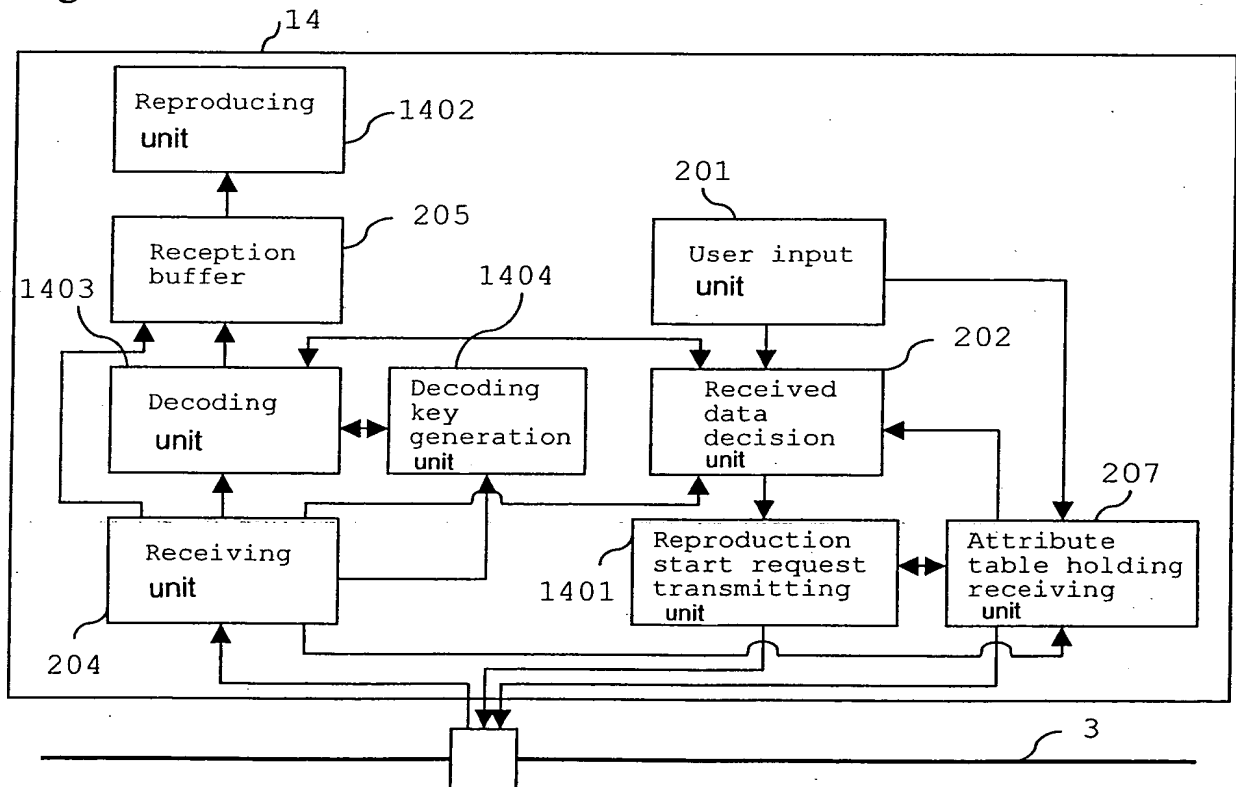 14
Reproducing
unit
1402
201
205
Reception
buffer
User input
unit
1403
1404
202
Decoding
unit
Decoding
key
generation
unit
Received
data
decision
unit
207
Receiving
unit
Reproduction
start request
transmitting
unit
Attribute
table holding
receiving
unit
1401
204
3